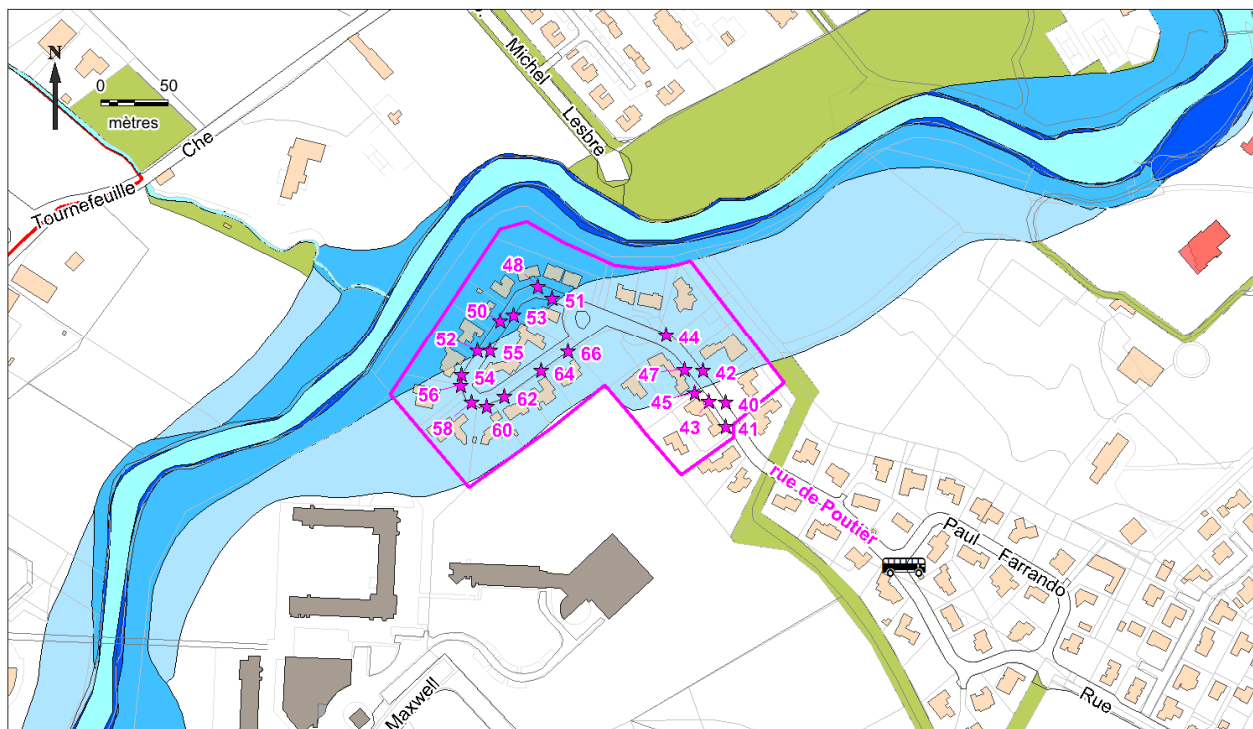 N
0 50
mètres
Tournefeuille
Che
Michel
Lesbre
48
51
50
53
52
55
54
56
58
60
62
64
66
44
47
42
45
43
40
41
rue de Poutier
Paul Farrando
Rue
Maxwell